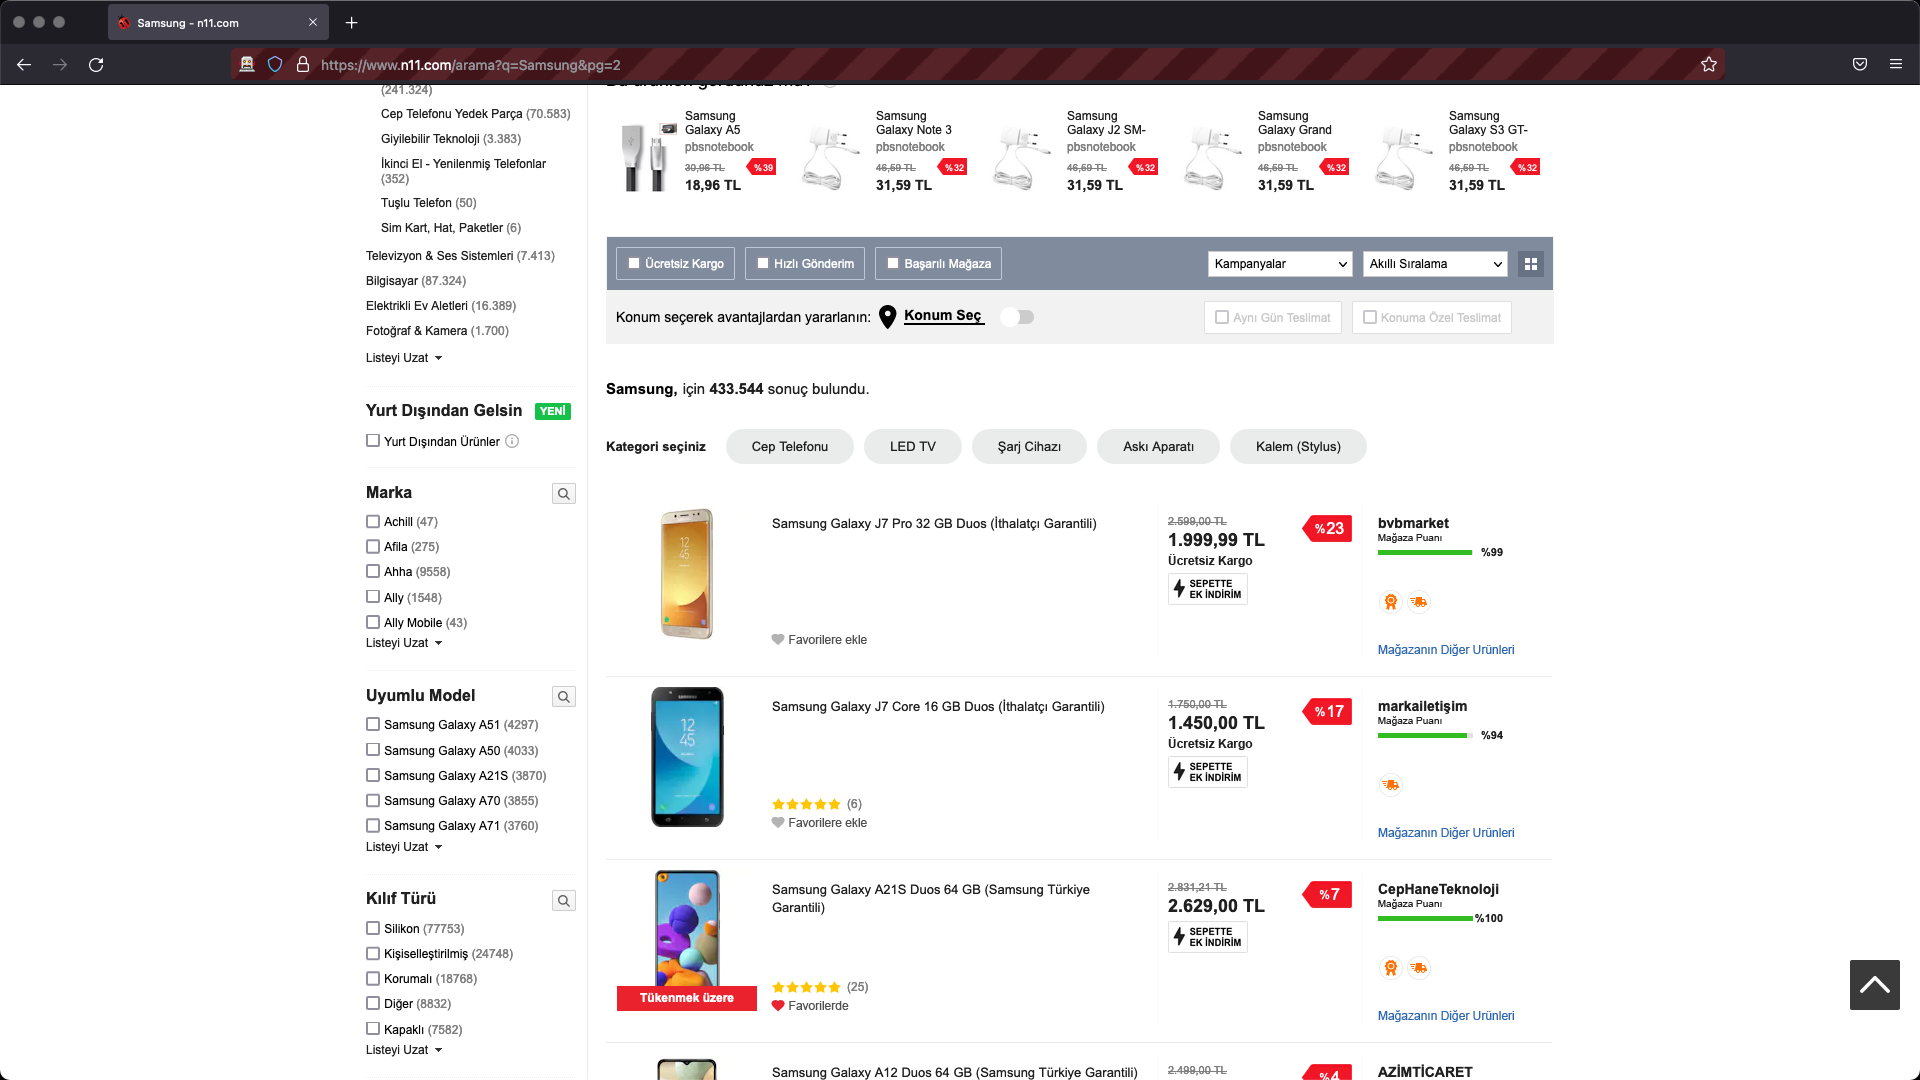 Samsung - n11.com
https://www.n11.com/arama?q=Samsung&pg=2
(241.324)
Cep Telefonu Yedek Parça (70.583)
Giyilebilir Teknoloji (3.383)
İkinci El - Yenilenmiş Telefonlar
(352)
Tuşlu Telefon (50)
Sim Kart, Hat, Paketler (6)
Televizyon & Ses Sistemleri (7.413)
Bilgisayar (87.324)
Elektrikli Ev Aletleri (16.389)
Fotoğraf & Kamera (1.700)
Listeyi Uzat
Yurt Dışından Gelsin YENİ
Yurt Dışından Ürünler
Marka
Achill (47)
Afila (275)
Ahha (9558)
Ally (1548)
Ally Mobile (43)
Listeyi Uzat
Uyumlu Model
Samsung Galaxy A51 (4297)
Samsung Galaxy A50 (4033)
Samsung Galaxy A21S (3870)
Samsung Galaxy A70 (3855)
Samsung Galaxy A71 (3760)
Listeyi Uzat
Kılıf Türü
Silikon (77753)
Kişiselleştirilmiş (24748)
Korumalı (18768)
Diğer (8832)
Kapaklı (7582)
Listeyi Uzat
Samsung
Galaxy A5
pbsnotebook
30,96 TL %39
18,96 TL
Samsung
Galaxy Note 3
pbsnotebook
46,59 TL %32
31,59 TL
Samsung
Galaxy J2 SM-
pbsnotebook
46,59 TL %32
31,59 TL
Samsung
Galaxy Grand
pbsnotebook
46,59 TL %32
31,59 TL
Samsung
Galaxy S3 GT-
pbsnotebook
46,59 TL %32
31,59 TL
Ücretsiz Kargo Hızlı Gönderim Başarılı Mağaza Kampanyalar Akıllı Sıralama
Konum seçerek avantajlardan yararlanın: Konum Seç Aynı Gün Teslimat Konuma Özel Teslimat
Samsung, için 433.544 sonuç bulundu.
Kategori seçiniz Cep Telefonu LED TV Şarj Cihazı Askı Aparatı Kalem (Stylus)
Samsung Galaxy J7 Pro 32 GB Duos (İthalatçı Garantili)
Favorilere ekle
2.599,00 TL
1.999,99 TL
Ücretsiz Kargo
SEPETTE
EK İNDİRİM
%23
bvbmarket
Mağaza Puanı
%99
Mağazanın Diğer Ürünleri
Samsung Galaxy J7 Core 16 GB Duos (İthalatçı Garantili)
(6)
Favorilere ekle
1.750,00 TL
1.450,00 TL
Ücretsiz Kargo
SEPETTE
EK İNDİRİM
%17
markailetişim
Mağaza Puanı
%94
Mağazanın Diğer Ürünleri
Tükenmek üzere
Samsung Galaxy A21S Duos 64 GB (Samsung Türkiye
Garantili)
(25)
Favorilerde
2.831,21 TL
2.629,00 TL
SEPETTE
EK İNDİRİM
%7
CepHaneTeknoloji
Mağaza Puanı
%100
Mağazanın Diğer Ürünleri
Samsung Galaxy A12 Duos 64 GB (Samsung Türkiye Garantili)
2.499,00 TL
%4
AZİMTİCARET